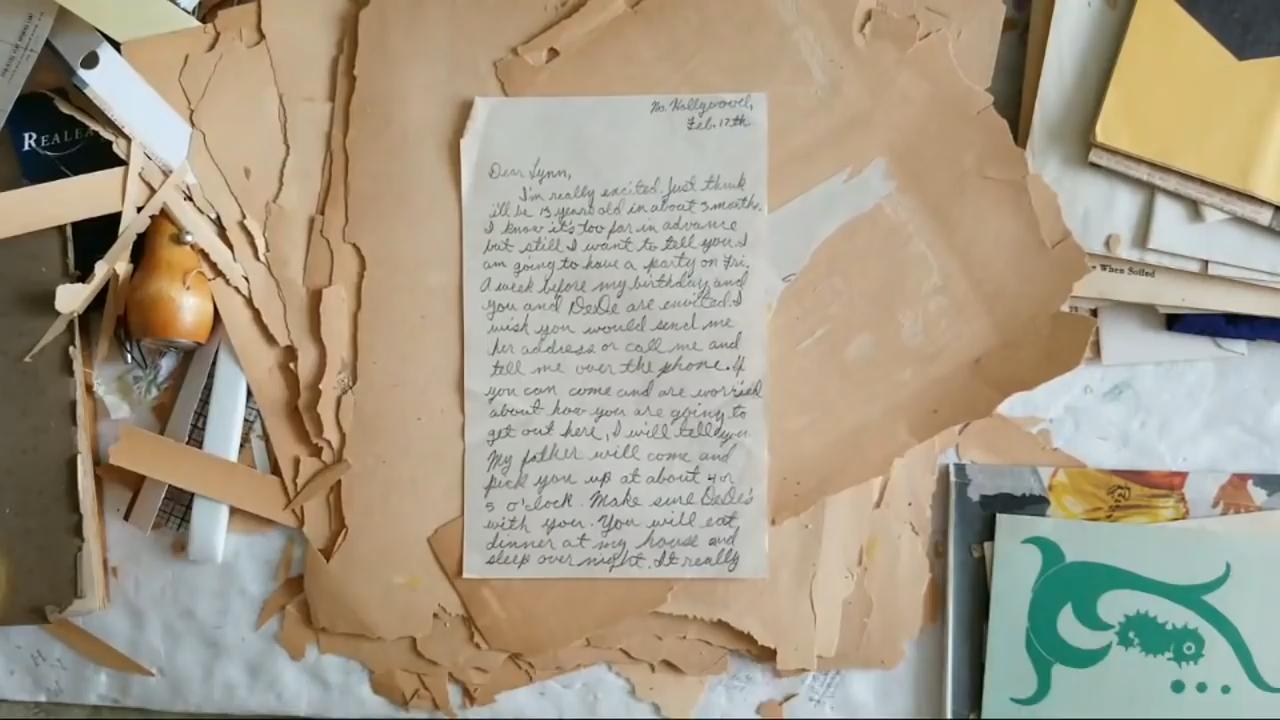 No. Hollywood,
Feb. 17th
Dear Lynn,
I'm really excited. Just think
i'll be 13 years old in about 3 months.
I know it's too far in advance
but still I want to tell you I
am going to have a party on Fri.
A week before my birthday and
you and DeDe are envited. I
wish you would send me
her address or call me and
tell me over the phone. If
you can come and are worried
about how you are going to
get out here, I will tell you.
My father will come and
pick you up at about 4 or
5 o'clock. Make sure DeDe's
with you. You will eat
dinner at my house and
sleep over night. It really
When Soiled